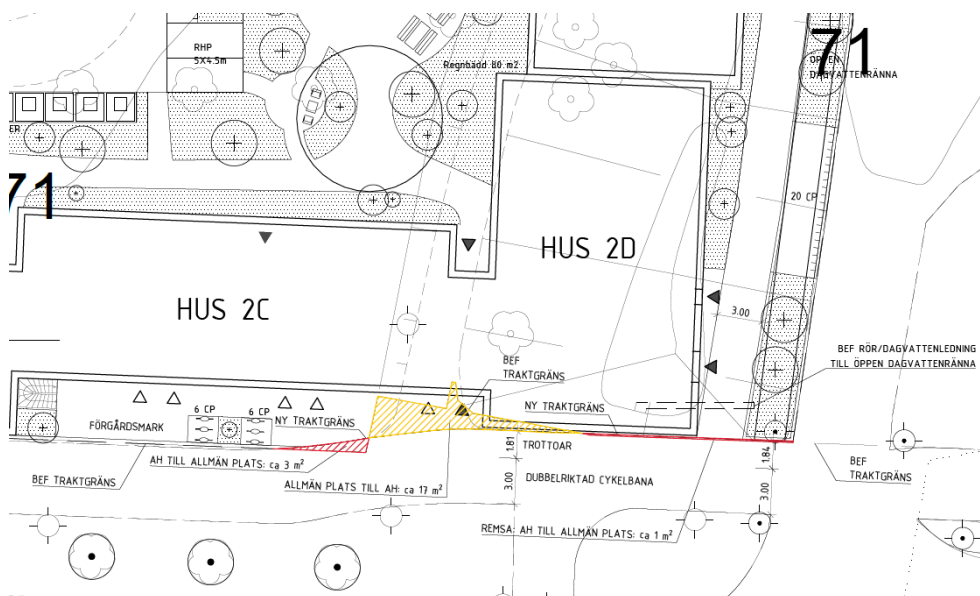 RHP
5X4.5m
Regnbädd 80 m2
71
ÖPPEN
DAGVATTENRÄNNA
ER
71
20 CP
HUS 2D
HUS 2C
3.00
BEF RÖR/DAGVATTENLEDNING
TILL ÖPPEN DAGVATTENRÄNNA
BEF
TRAKTGRÄNS
6 CP
6 CP
NY TRAKTGRÄNS
NY TRAKTGRÄNS
FÖRGÅRDSMARK
1.81
TROTTOAR
1.84
AH TILL ALLMÄN PLATS: ca 3 m²
BEF TRAKTGRÄNS
ALLMÄN PLATS TILL AH: ca 17 m²
3.00
DUBBELRIKTAD CYKELBANA
3.00
BEF
TRAKTGRÄNS
REMSA: AH TILL ALLMÄN PLATS: ca 1 m²